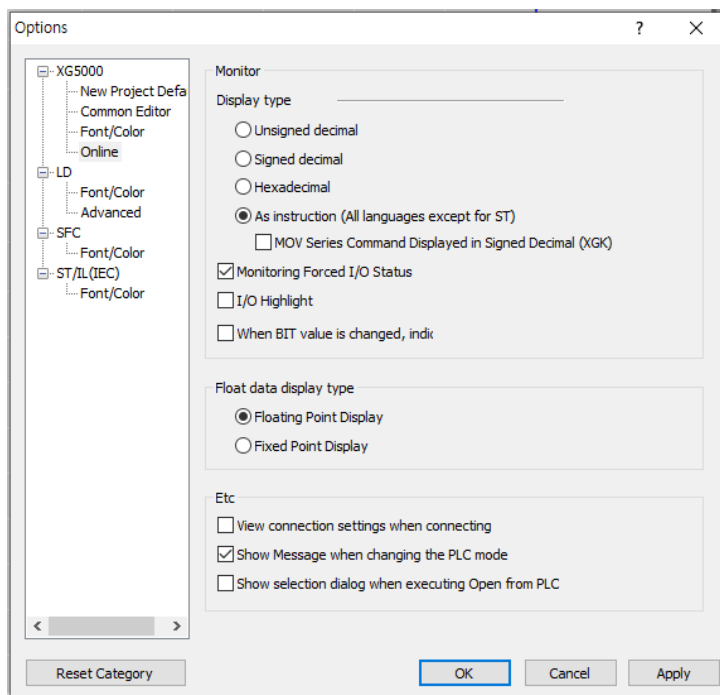 Options
XG5000
New Project Defa
Common Editor
Font/Color
Online
LD
Font/Color
Advanced
SFC
Font/Color
ST/IL(IEC)
Font/Color
Monitor
Display type
Unsigned decimal
Signed decimal
Hexadecimal
As instruction (All languages except for ST)
MOV Series Command Displayed in Signed Decimal (XGK)
Monitoring Forced I/O Status
I/O Highlight
When BIT value is changed, indic
Float data display type
Floating Point Display
Fixed Point Display
Etc
View connection settings when connecting
Show Message when changing the PLC mode
Show selection dialog when executing Open from PLC
Reset Category
OK
Cancel
Apply